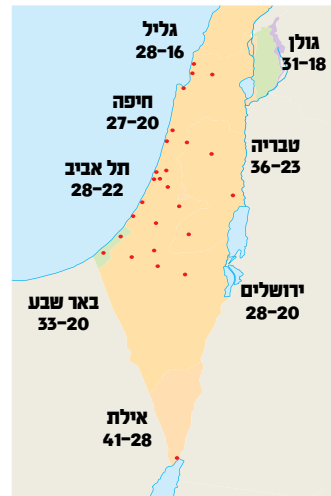 גליל
28-16
גולן
31-18
חיפה
27-20
טבריה
36-23
תל אביב
28-22
ירושלים
28-20
באר שבע
33-20
אילת
41-28